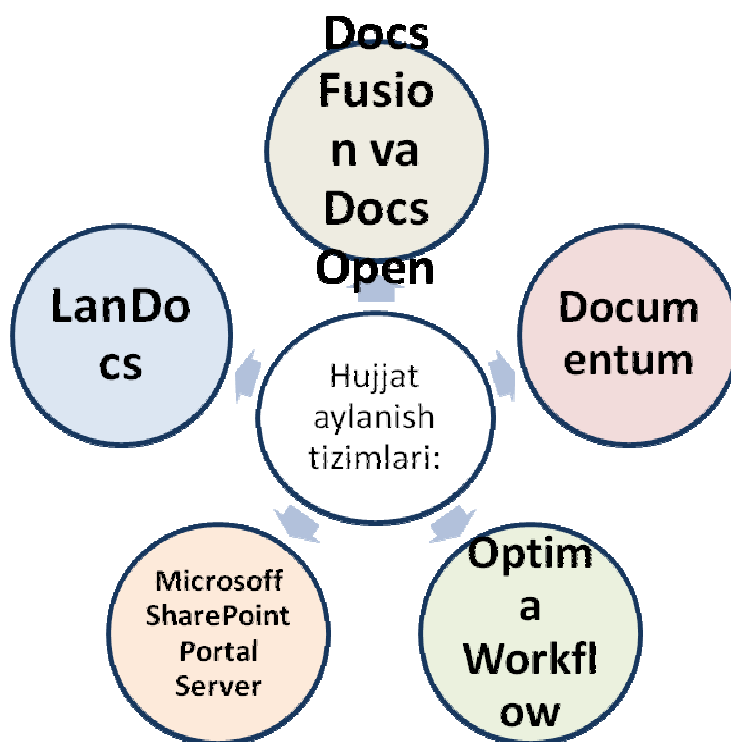 Docs
Fusio
n va
Docs
Open
LanDo
cs
Docum
entum
Hujjat
aylanish
tizimlari:
Microsoff
SharePoint
Portal
Server
Optim
a
Workfl
ow